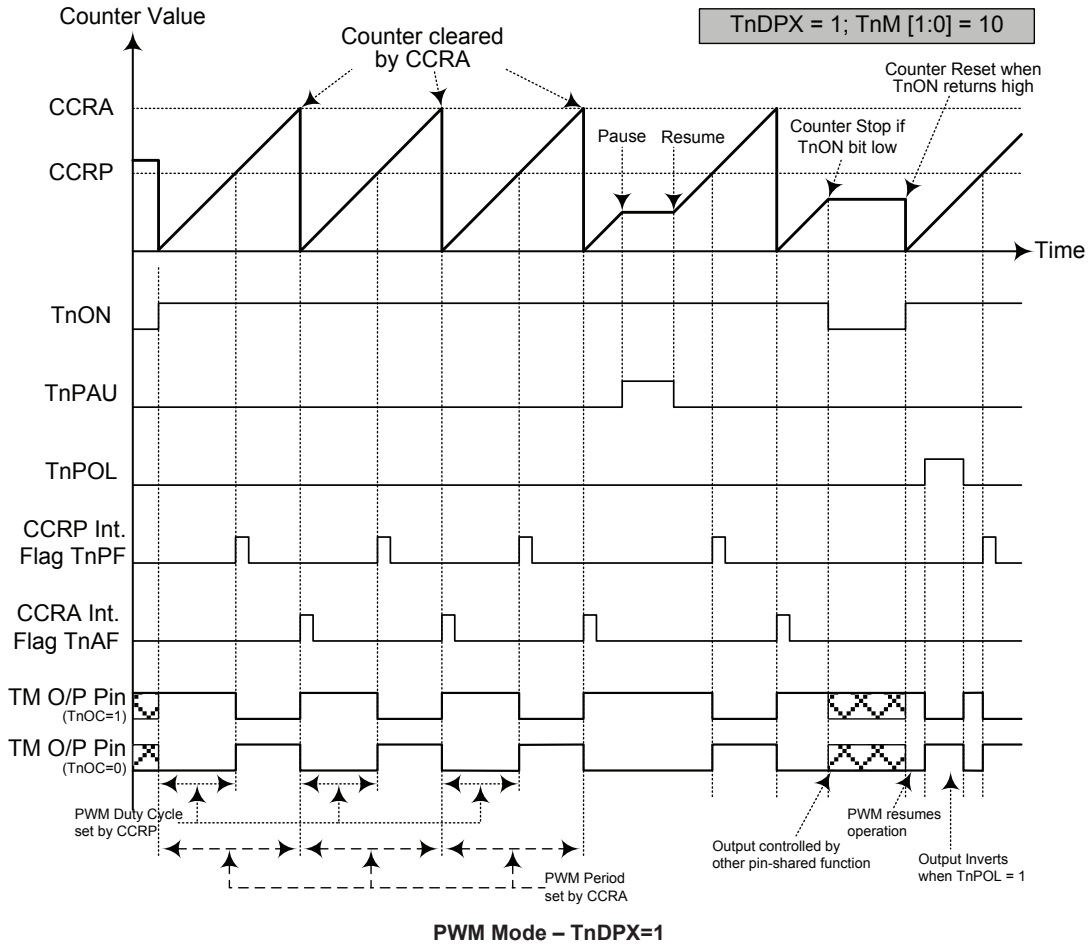 Counter Value
TnDPX = 1; TnM [1:0] = 10
Counter cleared
by CCRA
Counter Reset when
TnON returns high
CCRA
Pause
Resume
Counter Stop if
TnON bit low
CCRP
Time
TnON
TnPAU
TnPOL
CCRP Int.
Flag TnPF
CCRA Int.
Flag TnAF
TM O/P Pin
(TnOC=1)
TM O/P Pin
(TnOC=0)
PWM Duty Cycle
set by CCRP
PWM resumes
operation
Output controlled by
other pin-shared function
Output Inverts
when TnPOL = 1
PWM Period
set by CCRA
PWM Mode – TnDPX=1